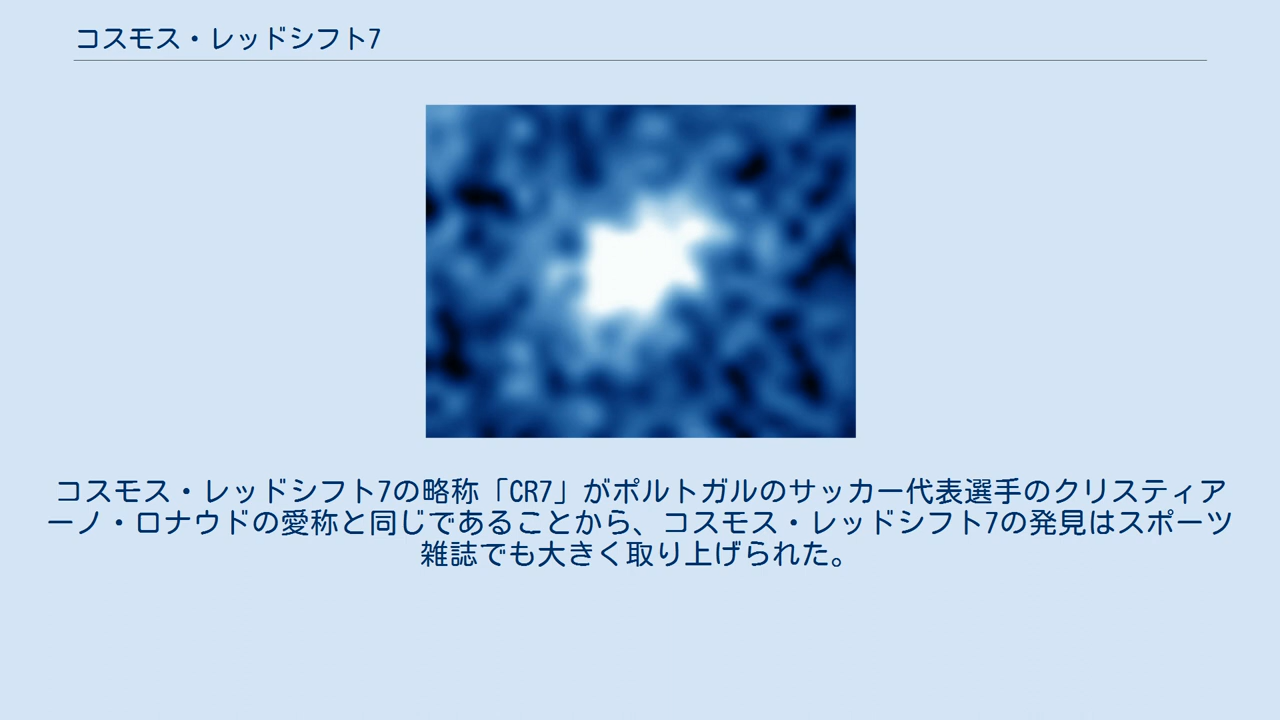 コスモス・レッドシフト7
コスモス・レッドシフト7の略称「CR7」がポルトガルのサッカー代表選手のクリスティア
ーノ・ロナウドの愛称と同じであることから、コスモス・レッドシフト7の発見はスポーツ
雑誌でも大きく取り上げられた。